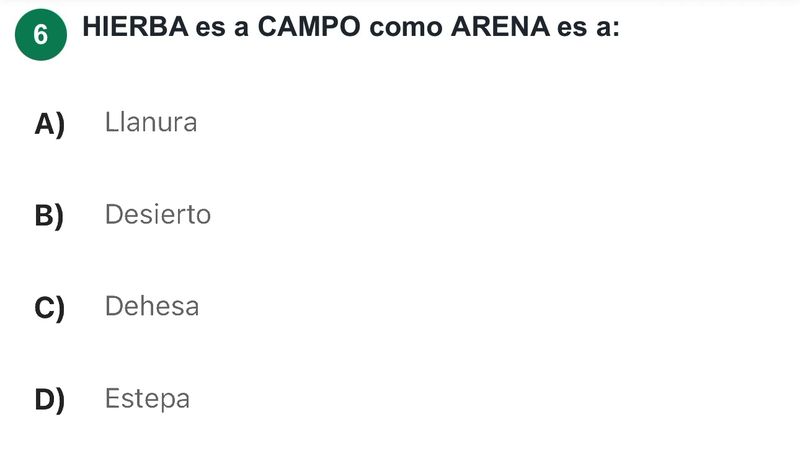 6 HIERBA es a CAMPO como ARENA es a:
A) Llanura
B) Desierto
C) Dehesa
D) Estepa